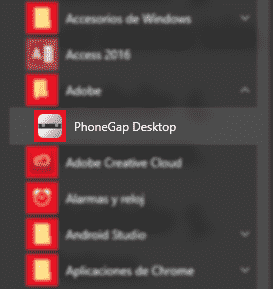 Accesorios de Windows
Access 2016
Adobe
PhoneGap Desktop
Adobe Creative Cloud
Alarmas y reloj
Android Studio
Aplicaciones de Chrome